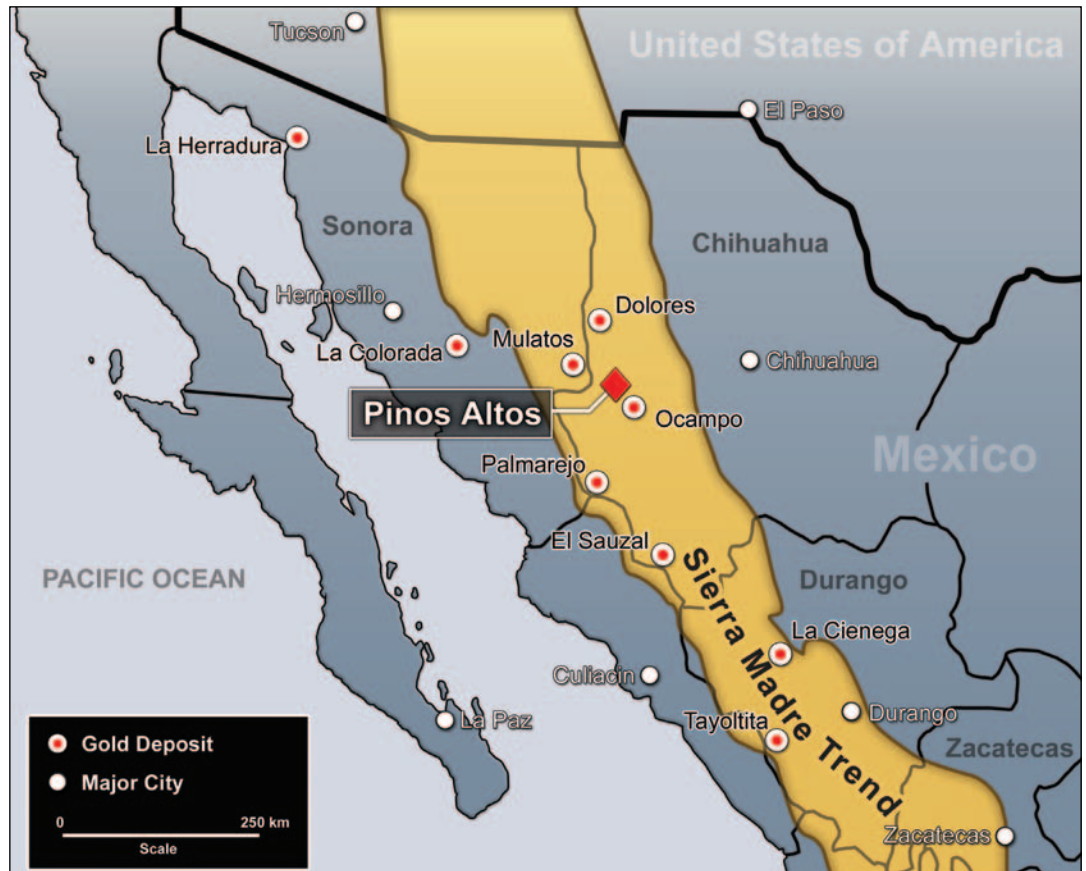 Tucson
United States of America
El Paso
La Herradura
Sonora
Chihuahua
Hermosillo
Dolores
Mulatos
La Colorada
Chihuahua
Pinos Altos
Ocampo
Mexico
Palmarejo
El Sauzal
PACIFIC OCEAN
Durango
Sierra Madre Trend
La Cienega
Culiacin
La Paz
Tayoltita
Durango
Zacatecas
Gold Deposit
Major City
0 250 km
Scale
Zacatecas